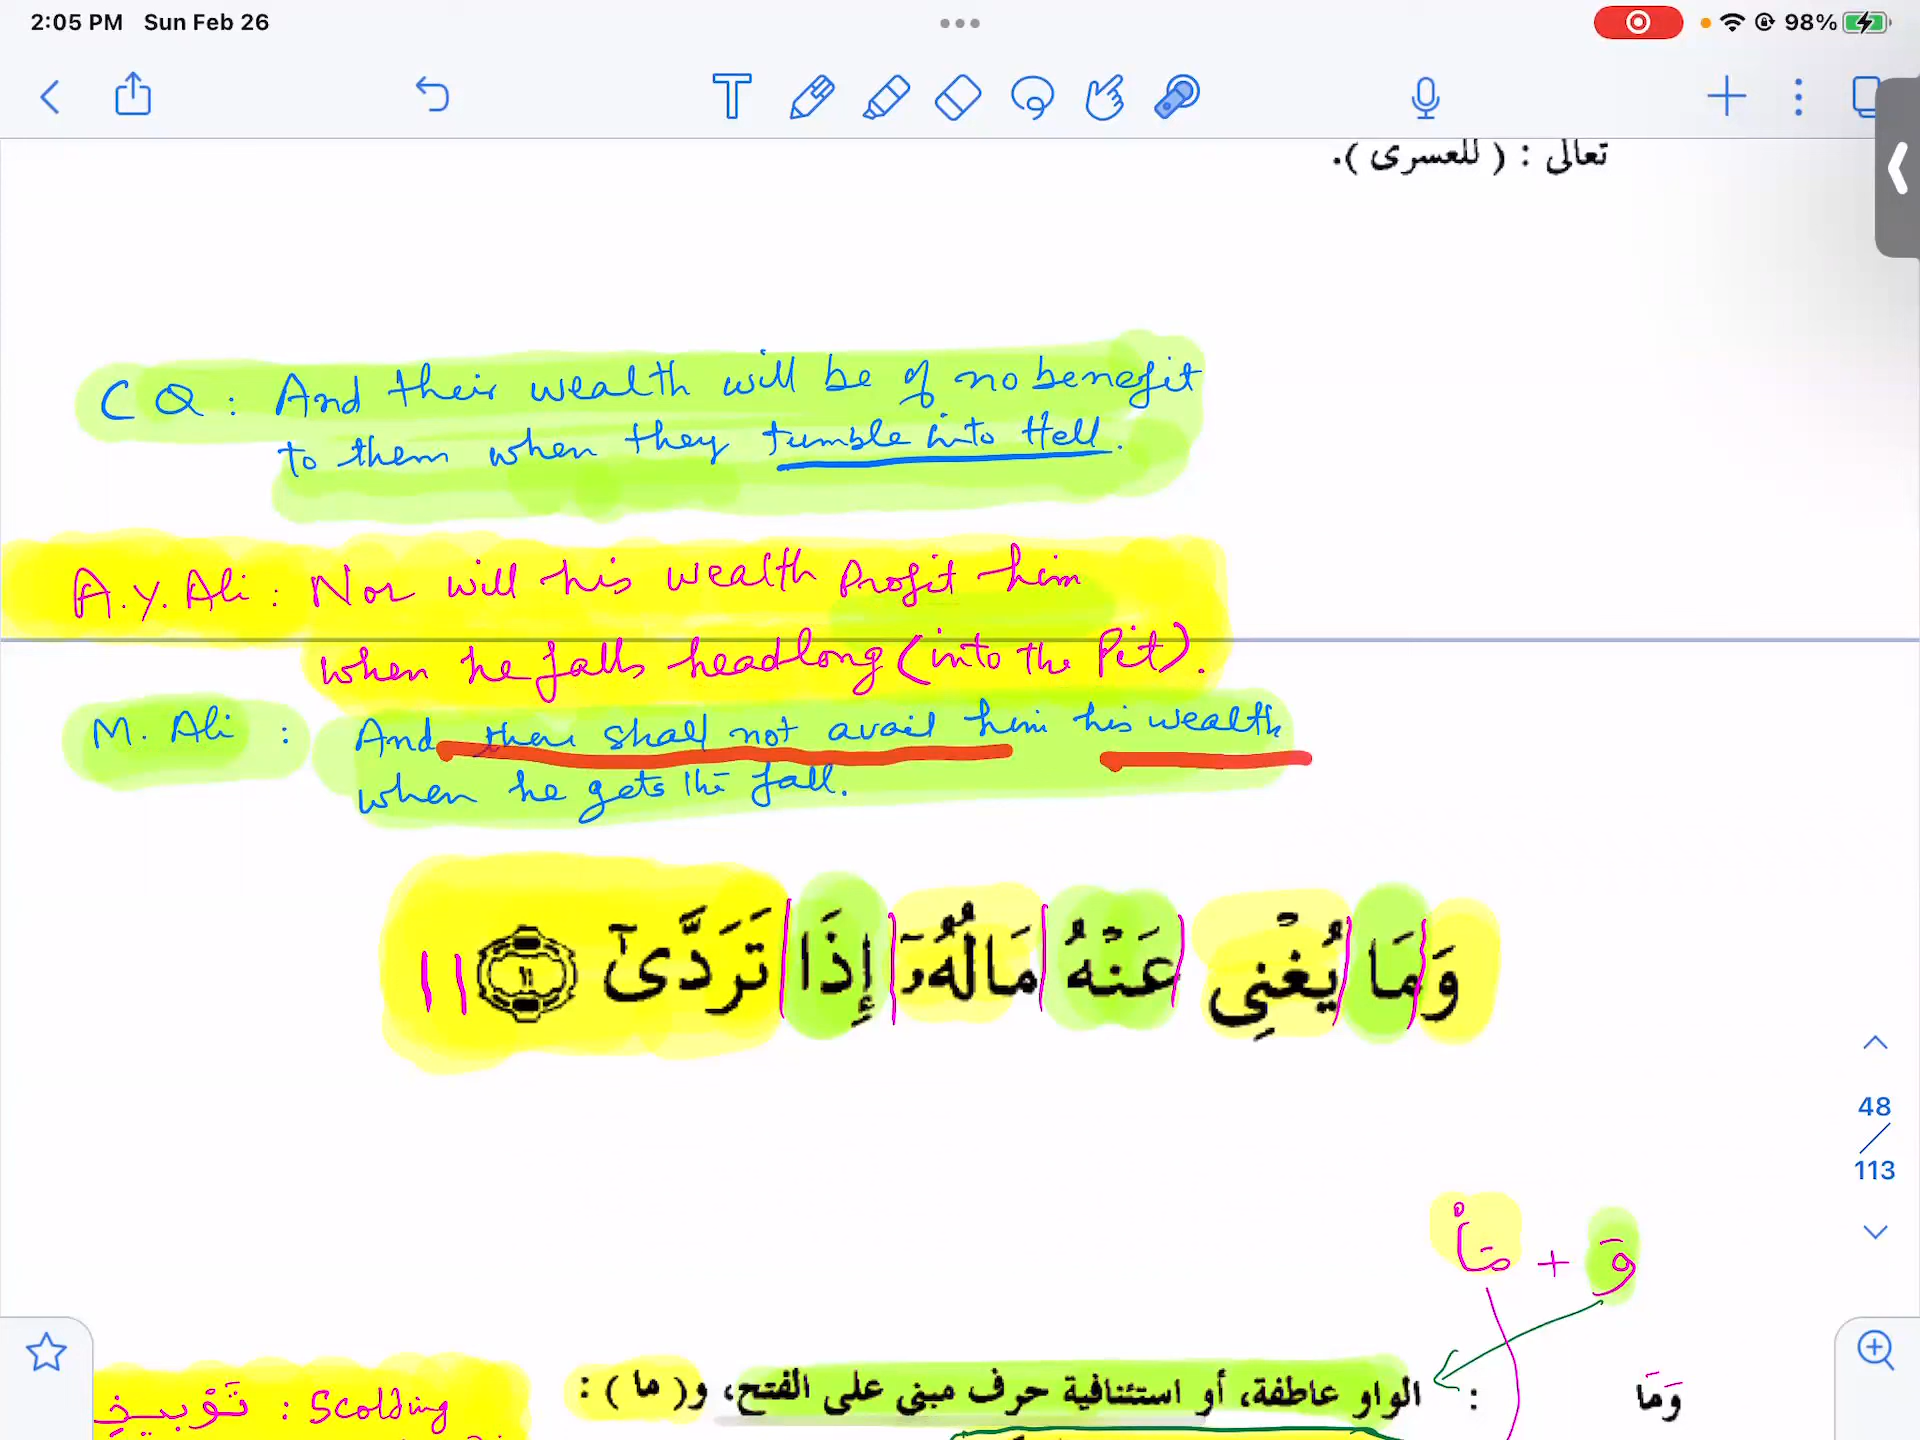 2:05 PM Sun Feb 26
98%
تعالى : ( للعسرى ).
C Q : And their wealth will be of no benefit
to them when they tumble into Hell.
A.Y. Ali : Nor will his wealth Profit him
when he falls headlong (into the Pit).
M. Ali : And there shall not avail him his wealth
when he gets the fall.
وَمَا يُغْنِى عَنْهُ مَالُهُۥٓ إِذَا تَرَدَّىٰٓ ١١ 11
48
/
113
وَ + مَاْ
وَمَا : الواو عاطفة، أو استئنافية حرف مبنى على الفتح، و( ما ) :
تَوْبيخ : Scolding